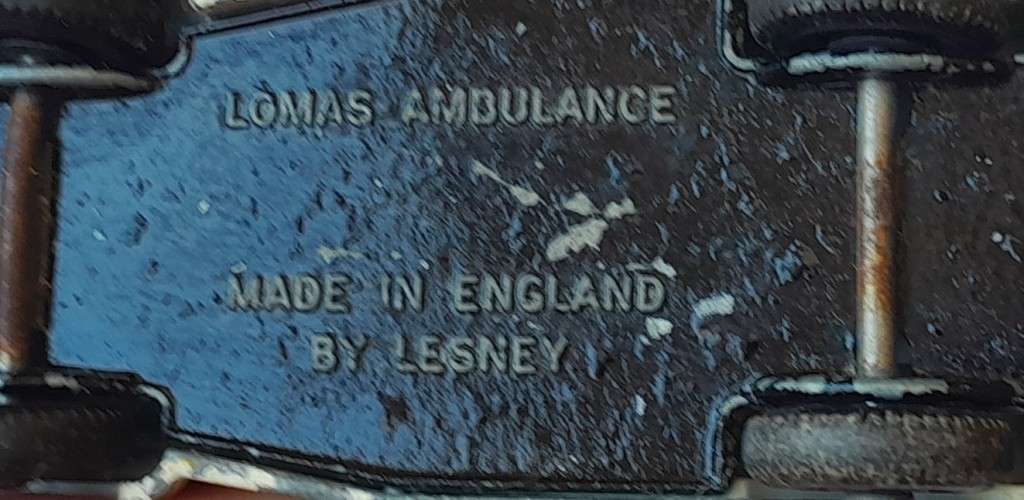 LOMAS AMBULANCE
MADE IN ENGLAND
BY LESNEY